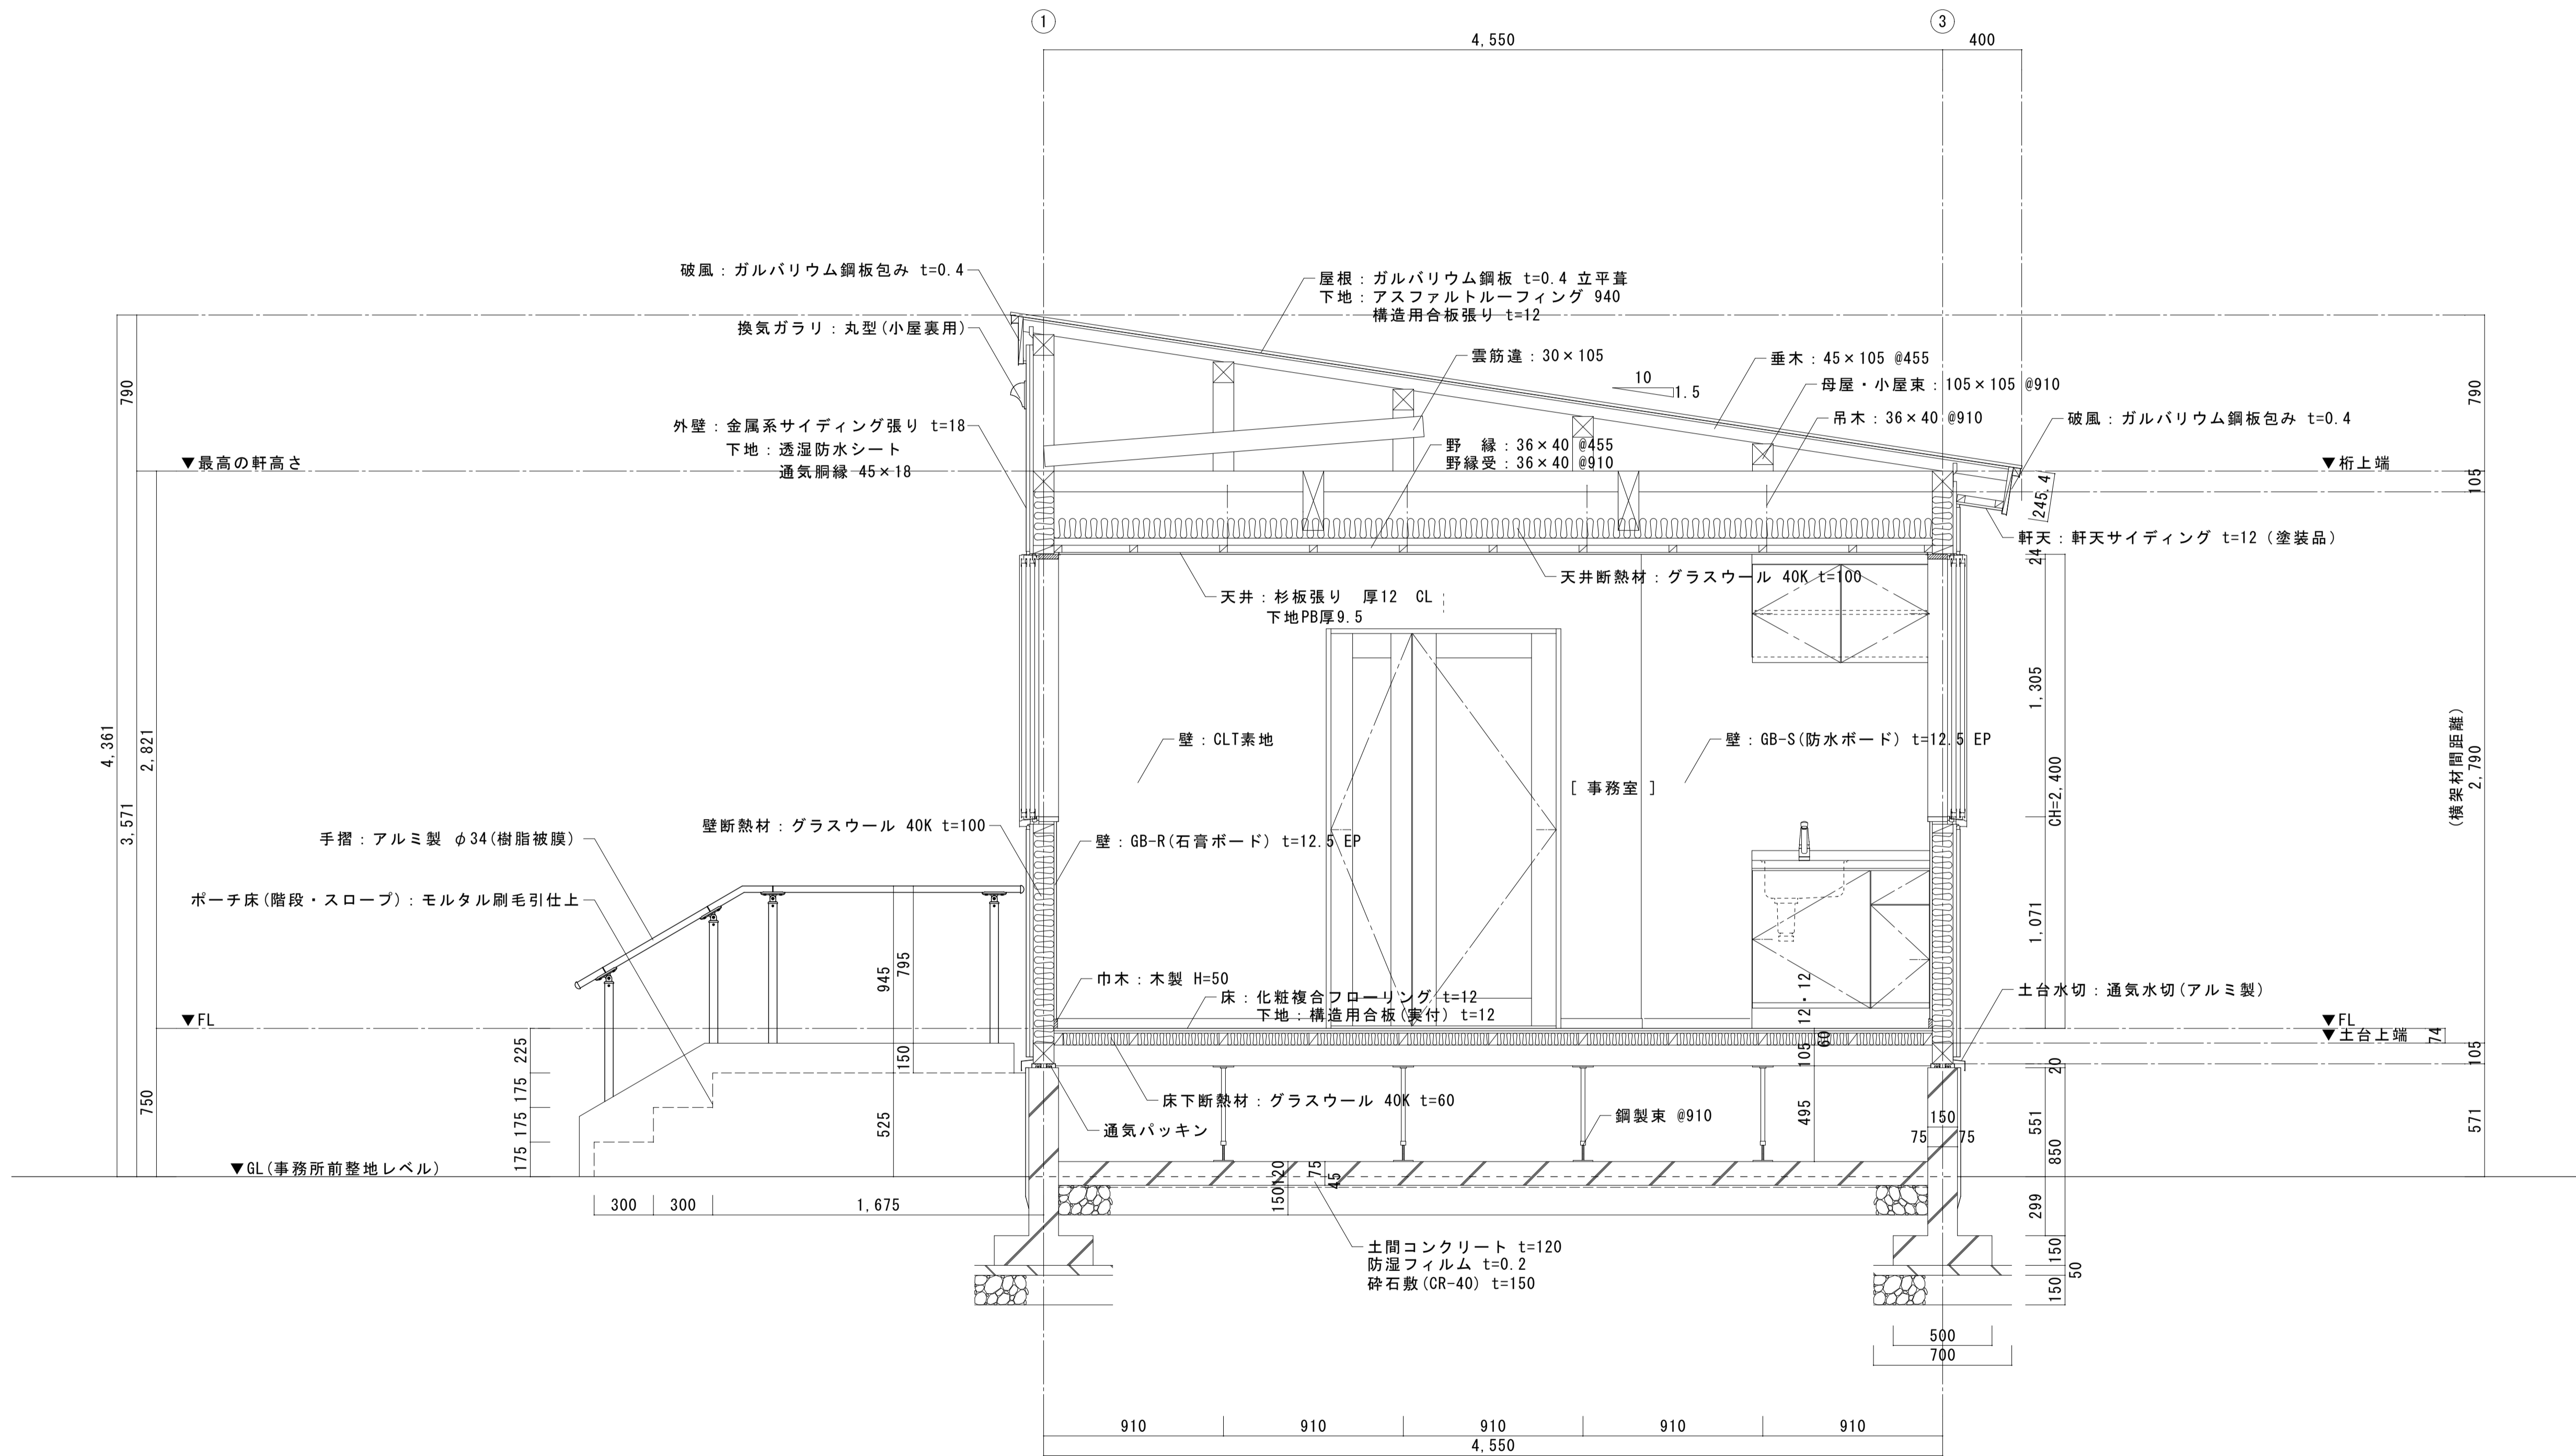 1
3
4,550
400
破風：ガルバリウム鋼板包み t=0.4
屋根：ガルバリウム鋼板 t=0.4 立平葺
下地：アスファルトルーフィング 940
構造用合板張り t=12
換気ガラリ：丸型(小屋裏用)
雲筋違：30×105
10
1.5
垂木：45×105 @455
母屋・小屋束：105×105 @910
吊木：36×40 @910
破風：ガルバリウム鋼板包み t=0.4
外壁：金属系サイディング張り t=18
下地：透湿防水シート
通気胴縁 45×18
野　縁：36×40 @455
野縁受：36×40 @910
▼最高の軒高さ
▼桁上端
790
790
105
245.4
軒天：軒天サイディング t=12 (塗装品)
24
天井断熱材：グラスウール 40K t=100
天井：杉板張り　厚12　CL
下地PB厚9.5
1,305
4,361
3,571
2,821
壁：CLT素地
壁：GB-S(防水ボード) t=12.5 EP
[ 事務室 ]
CH=2,400
(横架材間距離)
2,790
壁断熱材：グラスウール 40K t=100
手摺：アルミ製 φ34(樹脂被膜)
壁：GB-R(石膏ボード) t=12.5 EP
ポーチ床(階段・スロープ)：モルタル刷毛引仕上
1,071
945
795
巾木：木製 H=50
床：化粧複合フローリング t=12
下地：構造用合板(実付) t=12
12・12
土台水切：通気水切(アルミ製)
▼FL
▼FL
▼土台上端
74
225
175
175
175
750
150
525
105
60
495
20
105
571
床下断熱材：グラスウール 40K t=60
通気パッキン
鋼製束 @910
150
75
75
551
850
▼GL(事務所前整地レベル)
120
150
75
45
300
300
1,675
299
150
50
150
土間コンクリート t=120
防湿フィルム t=0.2
砕石敷(CR-40) t=150
500
700
910
910
910
910
910
4,550